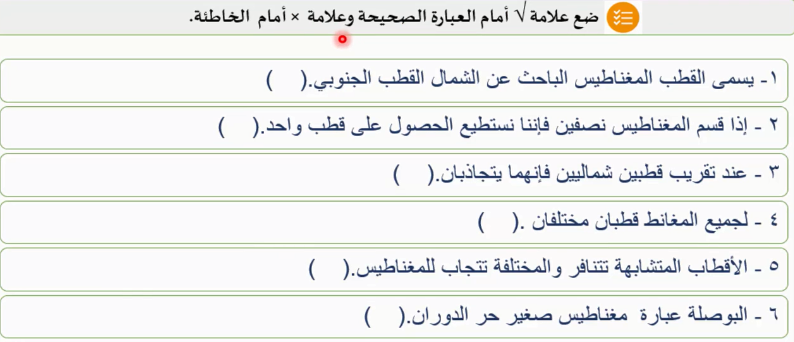 ضع علامة √ أمام العبارة الصحيحة وعلامة × أمام الخاطئة.
١- يسمى القطب المغناطيس الباحث عن الشمال القطب الجنوبي.( )
٢ - إذا قسم المغناطيس نصفين فإننا نستطيع الحصول على قطب واحد.( )
٣ - عند تقريب قطبين شماليين فإنهما يتجاذبان.( )
٤ - لجميع المغانط قطبان مختلفان .( )
٥ - الأقطاب المتشابهة تتنافر والمختلفة تتجاب للمغناطيس.( )
٦ - البوصلة عبارة مغناطيس صغير حر الدوران.( )